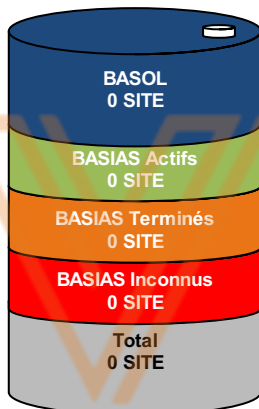 BASOL
0 SITE
BASIAS Actifs
0 SITE
BASIAS Terminés
0 SITE
BASIAS Inconnus
0 SITE
Total
0 SITE